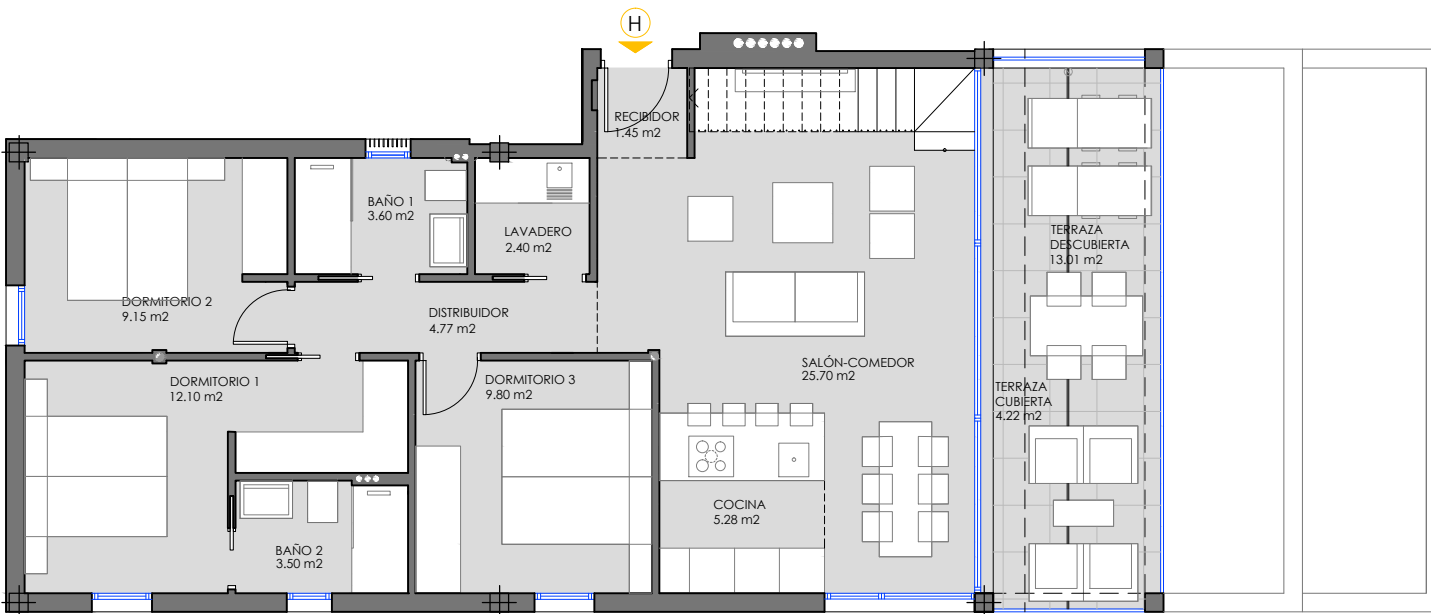 H
RECIBIDOR
1.45 m2
BAÑO 1
3.60 m2
LAVADERO
2.40 m2
TERRAZA
DESCUBIERTA
13.01 m2
DORMITORIO 2
9.15 m2
DISTRIBUIDOR
4.77 m2
SALÓN-COMEDOR
25.70 m2
DORMITORIO 1
12.10 m2
DORMITORIO 3
9.80 m2
TERRAZA
CUBIERTA
4.22 m2
COCINA
5.28 m2
BAÑO 2
3.50 m2